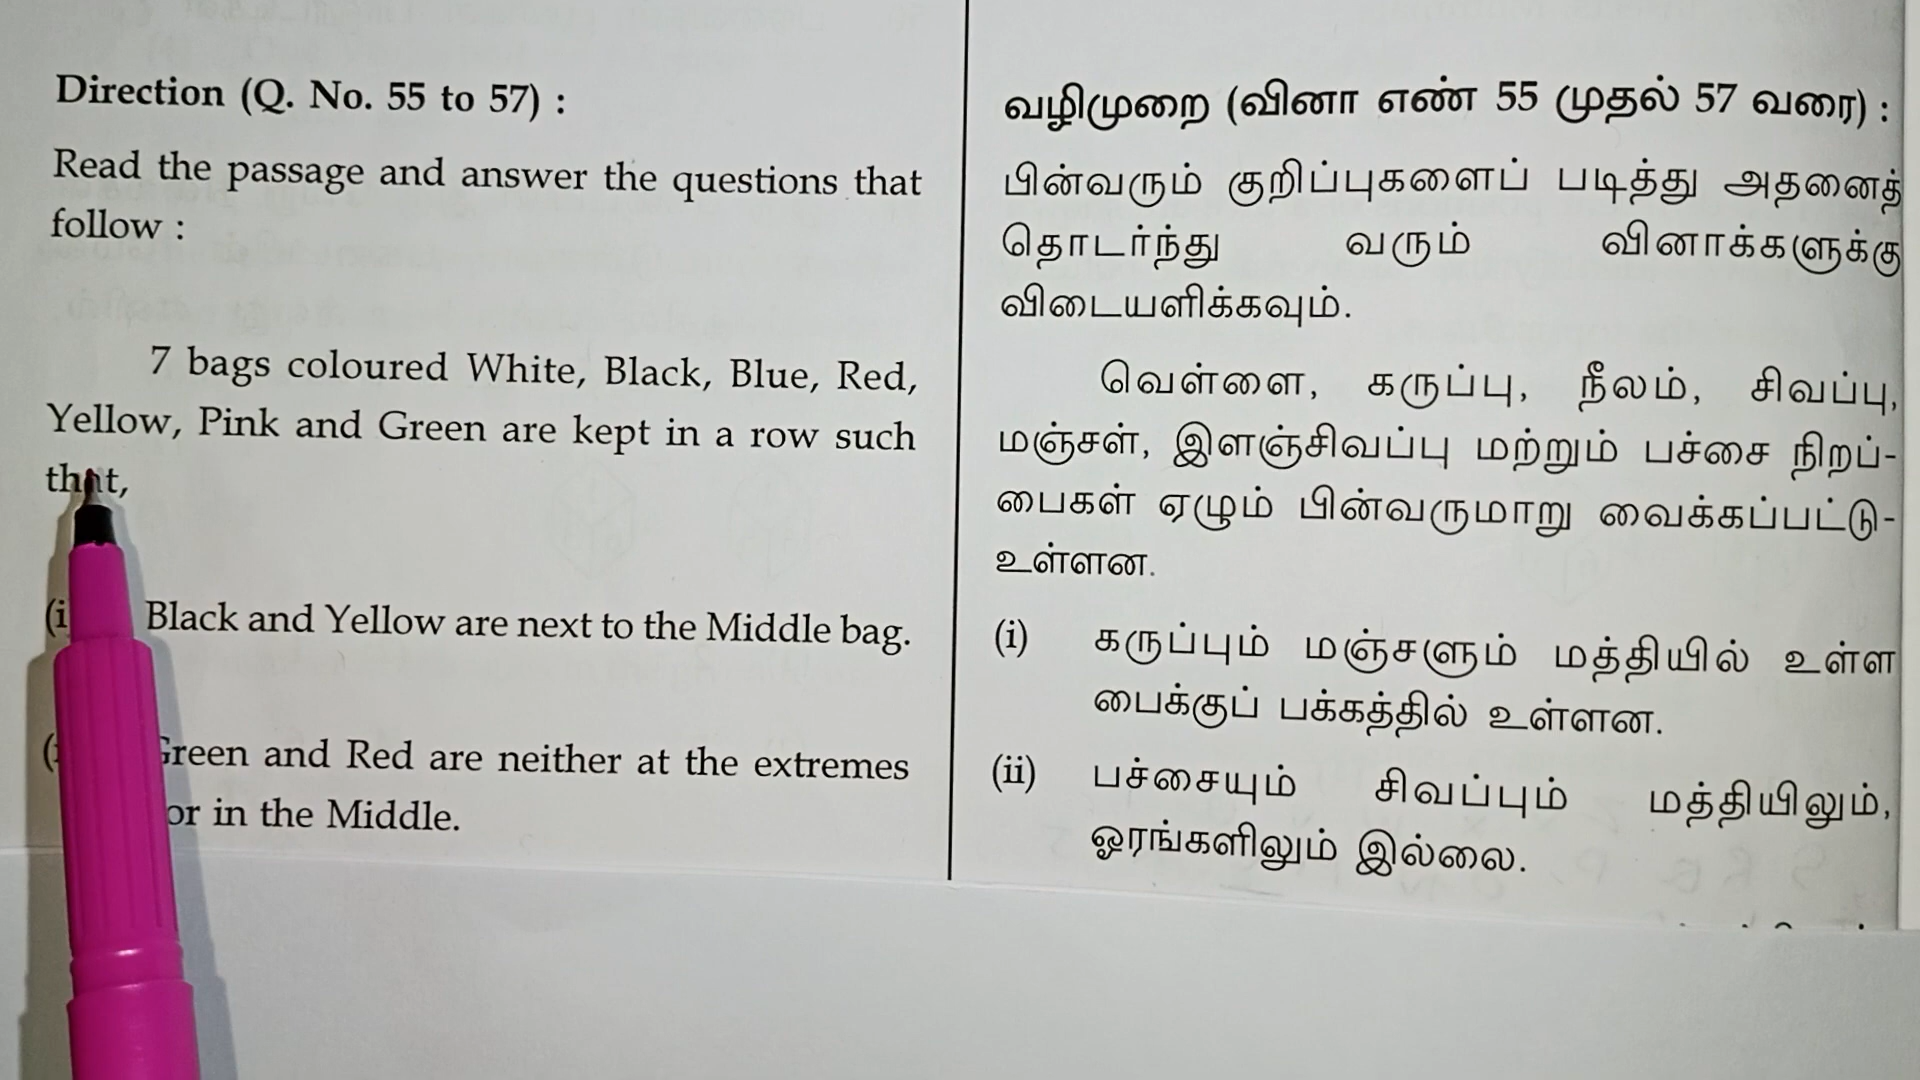 Direction (Q. No. 55 to 57) :
Read the passage and answer the questions that
follow :
7 bags coloured White, Black, Blue, Red,
Yellow, Pink and Green are kept in a row such
that,
(i Black and Yellow are next to the Middle bag.
( Green and Red are neither at the extremes
or in the Middle.
வழிமுறை (வினா எண் 55 முதல் 57 வரை) :
பின்வரும் குறிப்புகளைப் படித்து அதனைத்
தொடர்ந்து வரும் வினாக்களுக்கு
விடையளிக்கவும்.
வெள்ளை, கருப்பு, நீலம், சிவப்பு,
மஞ்சள், இளஞ்சிவப்பு மற்றும் பச்சை நிறப்-
பைகள் ஏழும் பின்வருமாறு வைக்கப்பட்டு-
உள்ளன.
(i) கருப்பும் மஞ்சளும் மத்தியில் உள்ள
பைக்குப் பக்கத்தில் உள்ளன.
(ii) பச்சையும் சிவப்பும் மத்தியிலும்,
ஓரங்களிலும் இல்லை.